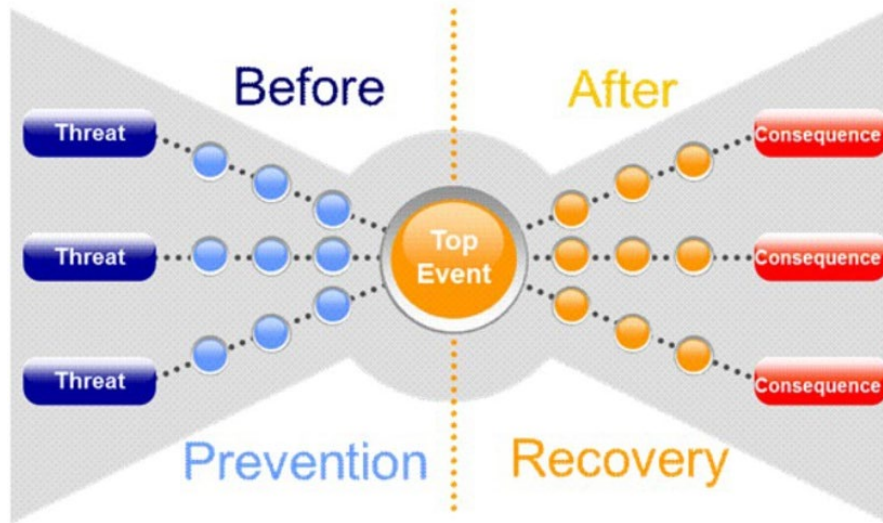 Before
After
Threat
Consequence
Threat
Top
Event
Consequence
Threat
Consequence
Prevention
Recovery